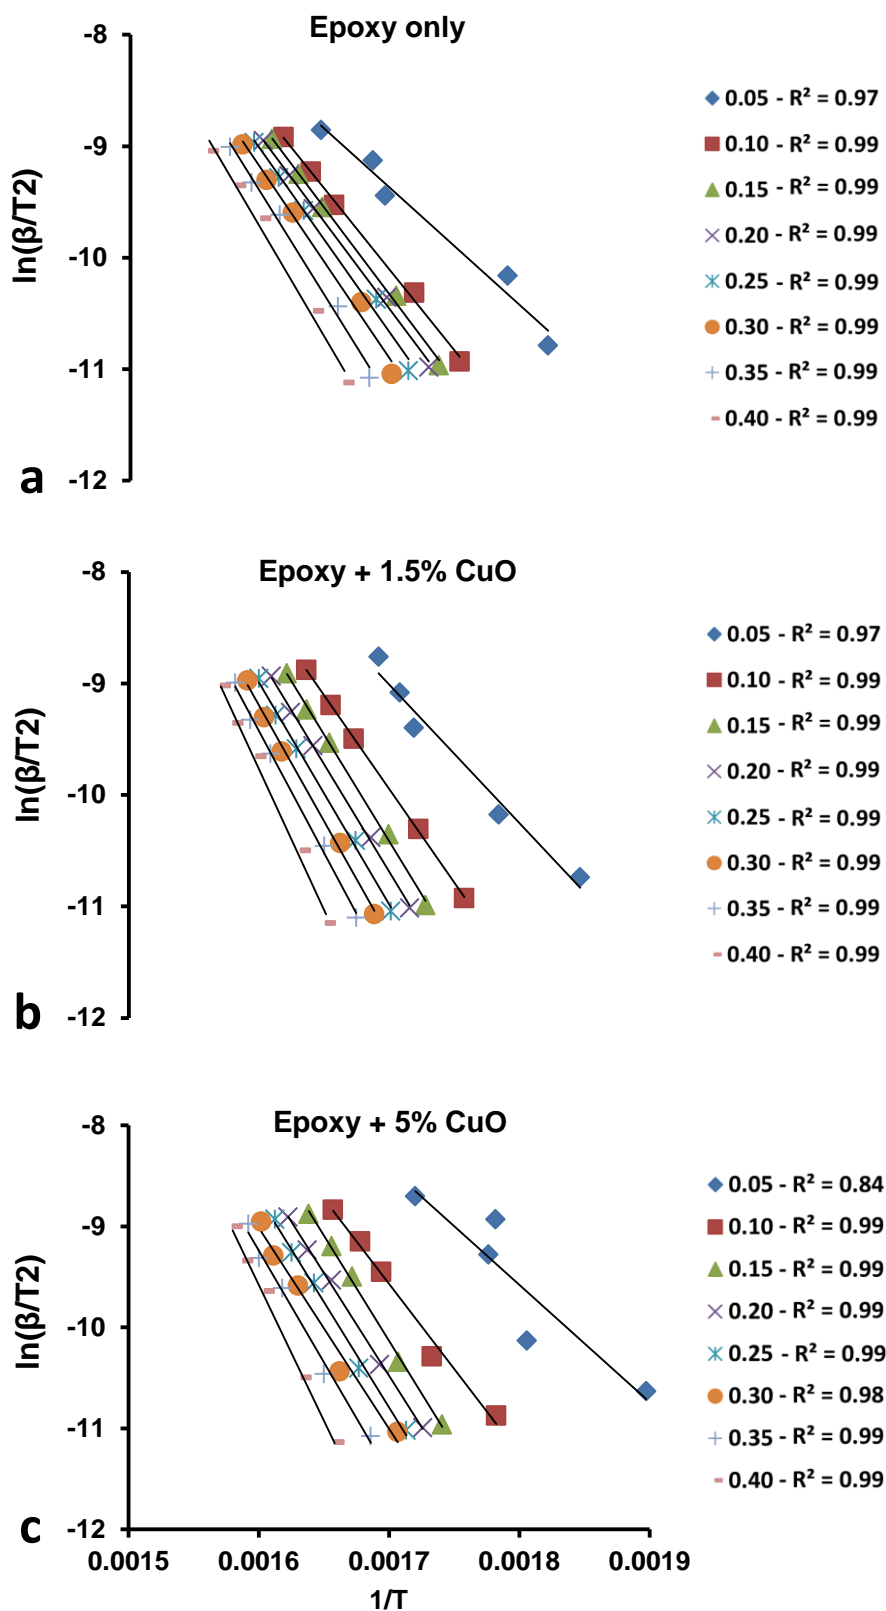 Epoxy only
-8
-9
-10
-11
-12
ln(β/T2)
a
0.05 - R² = 0.97
0.10 - R² = 0.99
0.15 - R² = 0.99
0.20 - R² = 0.99
0.25 - R² = 0.99
0.30 - R² = 0.99
0.35 - R² = 0.99
0.40 - R² = 0.99
Epoxy + 1.5% CuO
-8
-9
-10
-11
-12
ln(β/T2)
b
0.05 - R² = 0.97
0.10 - R² = 0.99
0.15 - R² = 0.99
0.20 - R² = 0.99
0.25 - R² = 0.99
0.30 - R² = 0.99
0.35 - R² = 0.99
0.40 - R² = 0.99
Epoxy + 5% CuO
-8
-9
-10
-11
-12
ln(β/T2)
c
0.05 - R² = 0.84
0.10 - R² = 0.99
0.15 - R² = 0.99
0.20 - R² = 0.99
0.25 - R² = 0.99
0.30 - R² = 0.98
0.35 - R² = 0.99
0.40 - R² = 0.99
0.0015 0.0016 0.0017 0.0018 0.0019
1/T